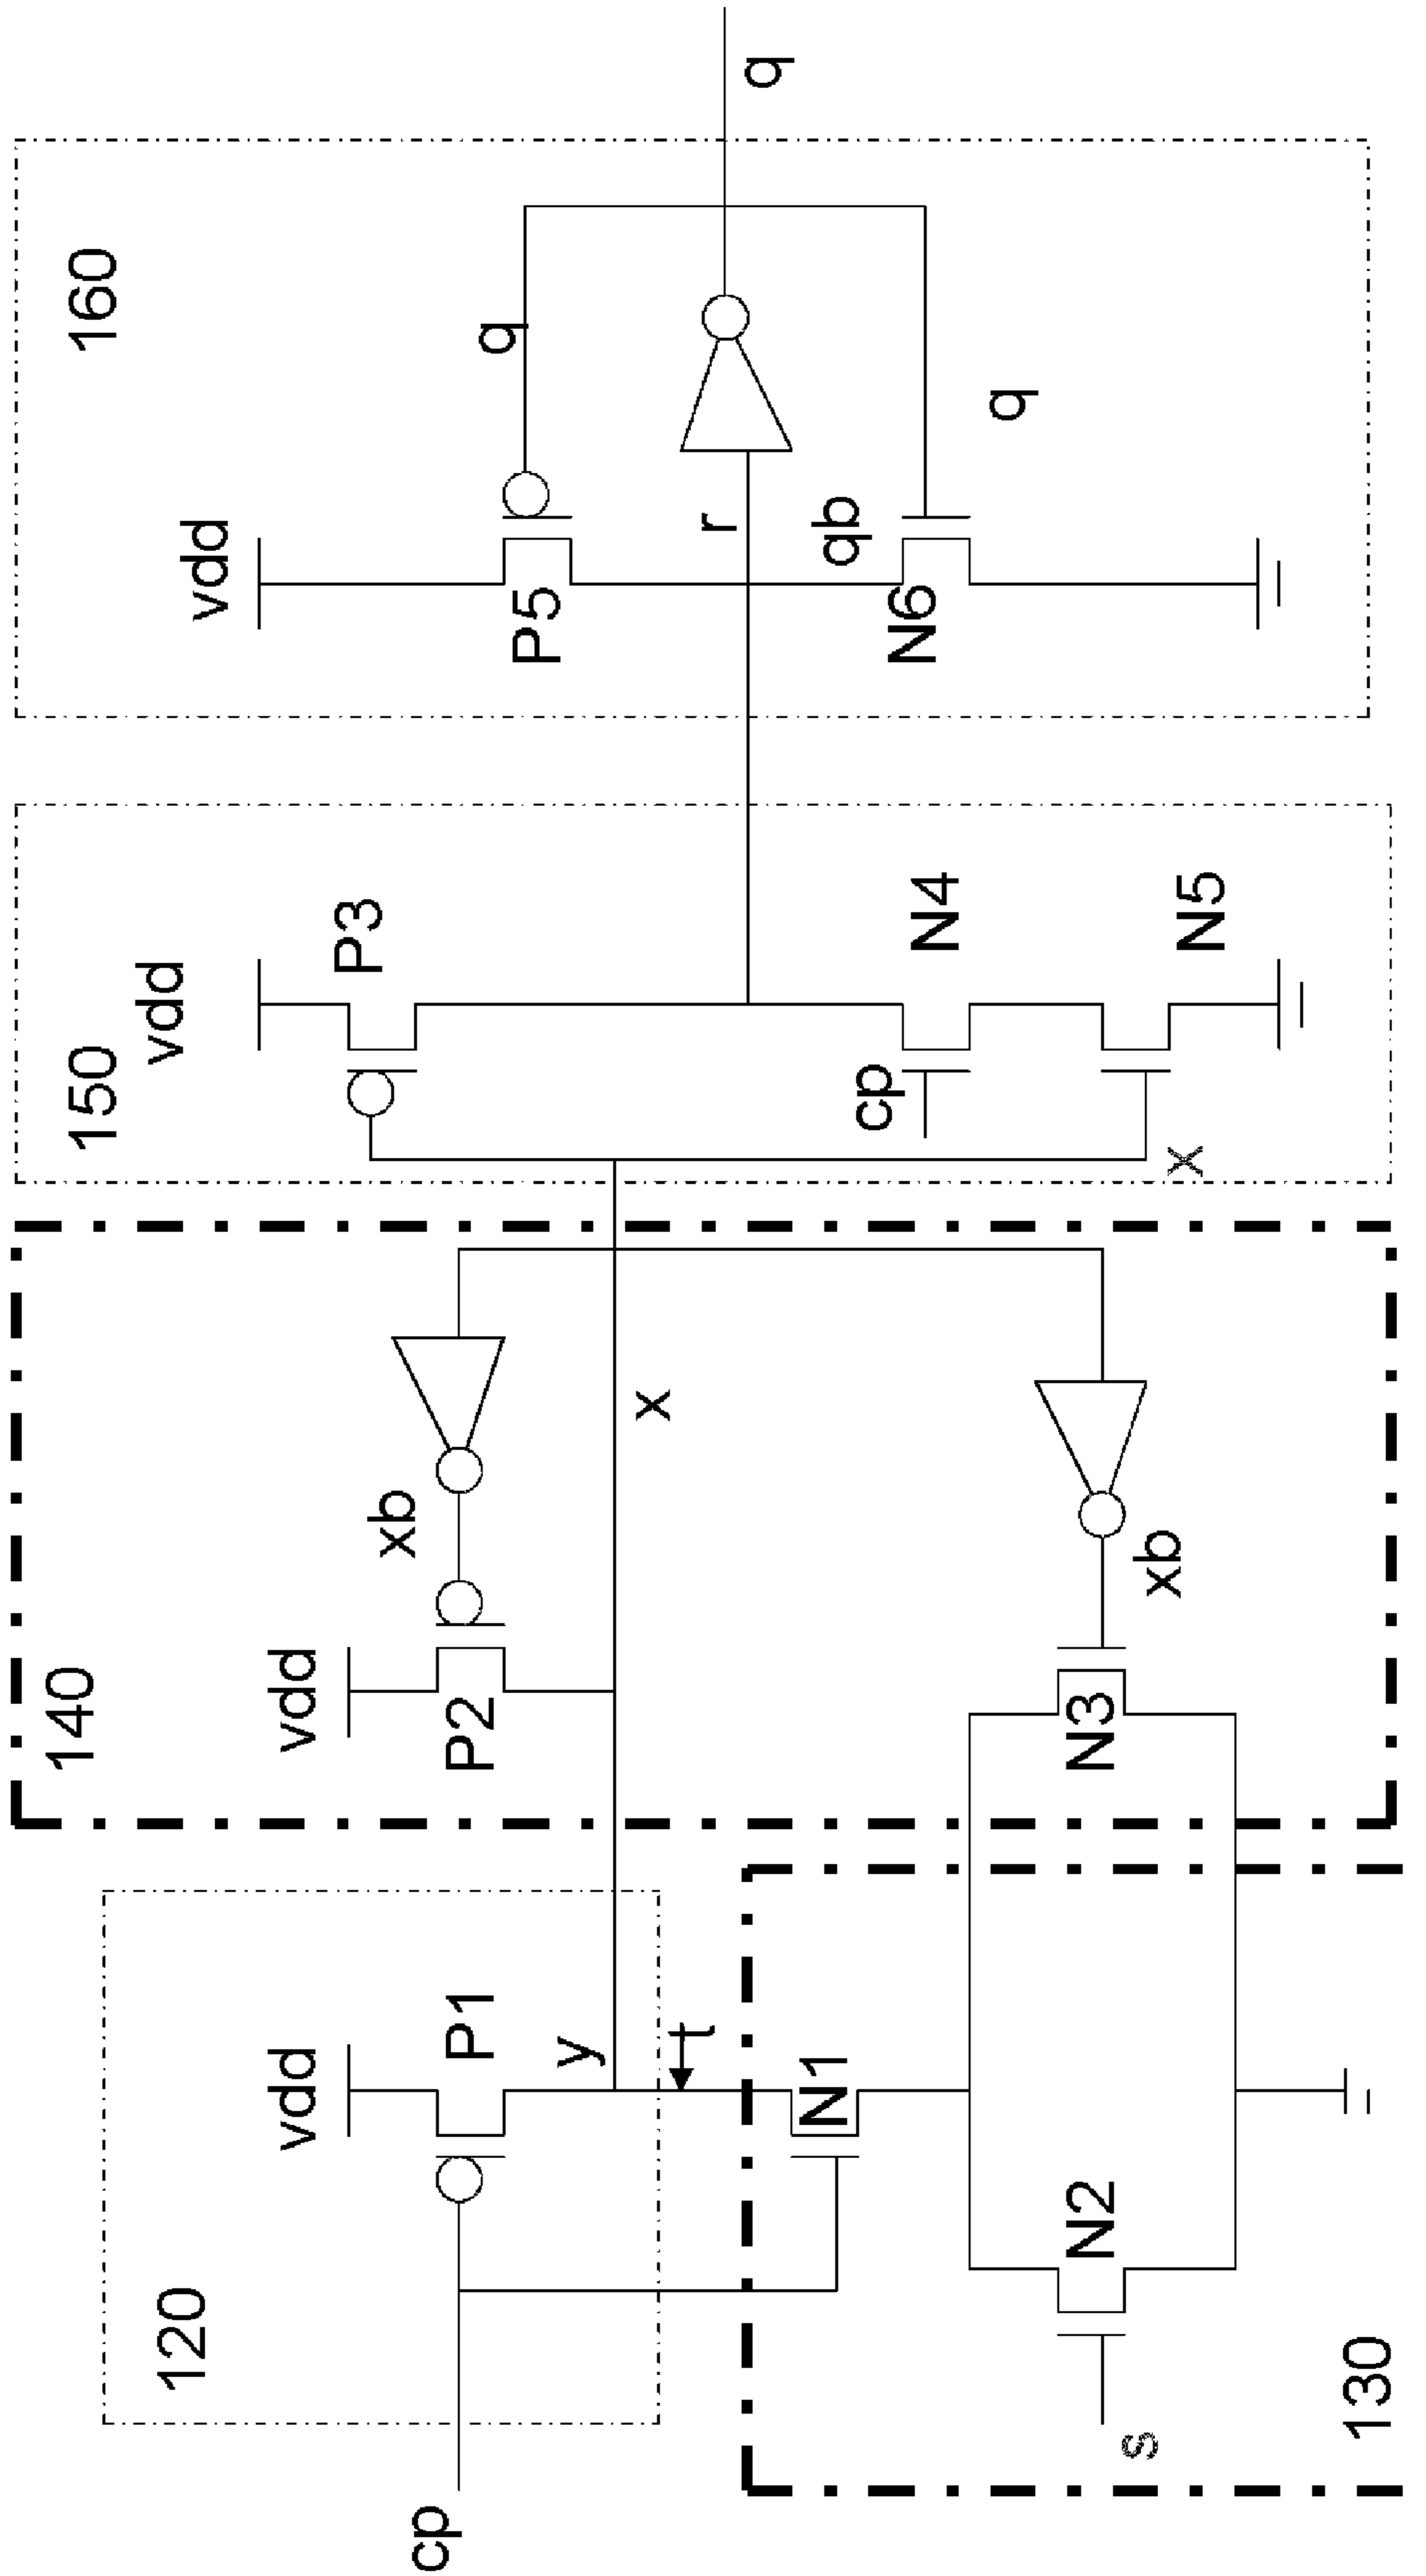 120
130
140
150
160
cp
vdd
P1
y
t
N1
N2
s
vdd
P2
xb
x
N3
xb
vdd
P3
cp
N4
N5
x
vdd
P5
q
r
qb
N6
q
q